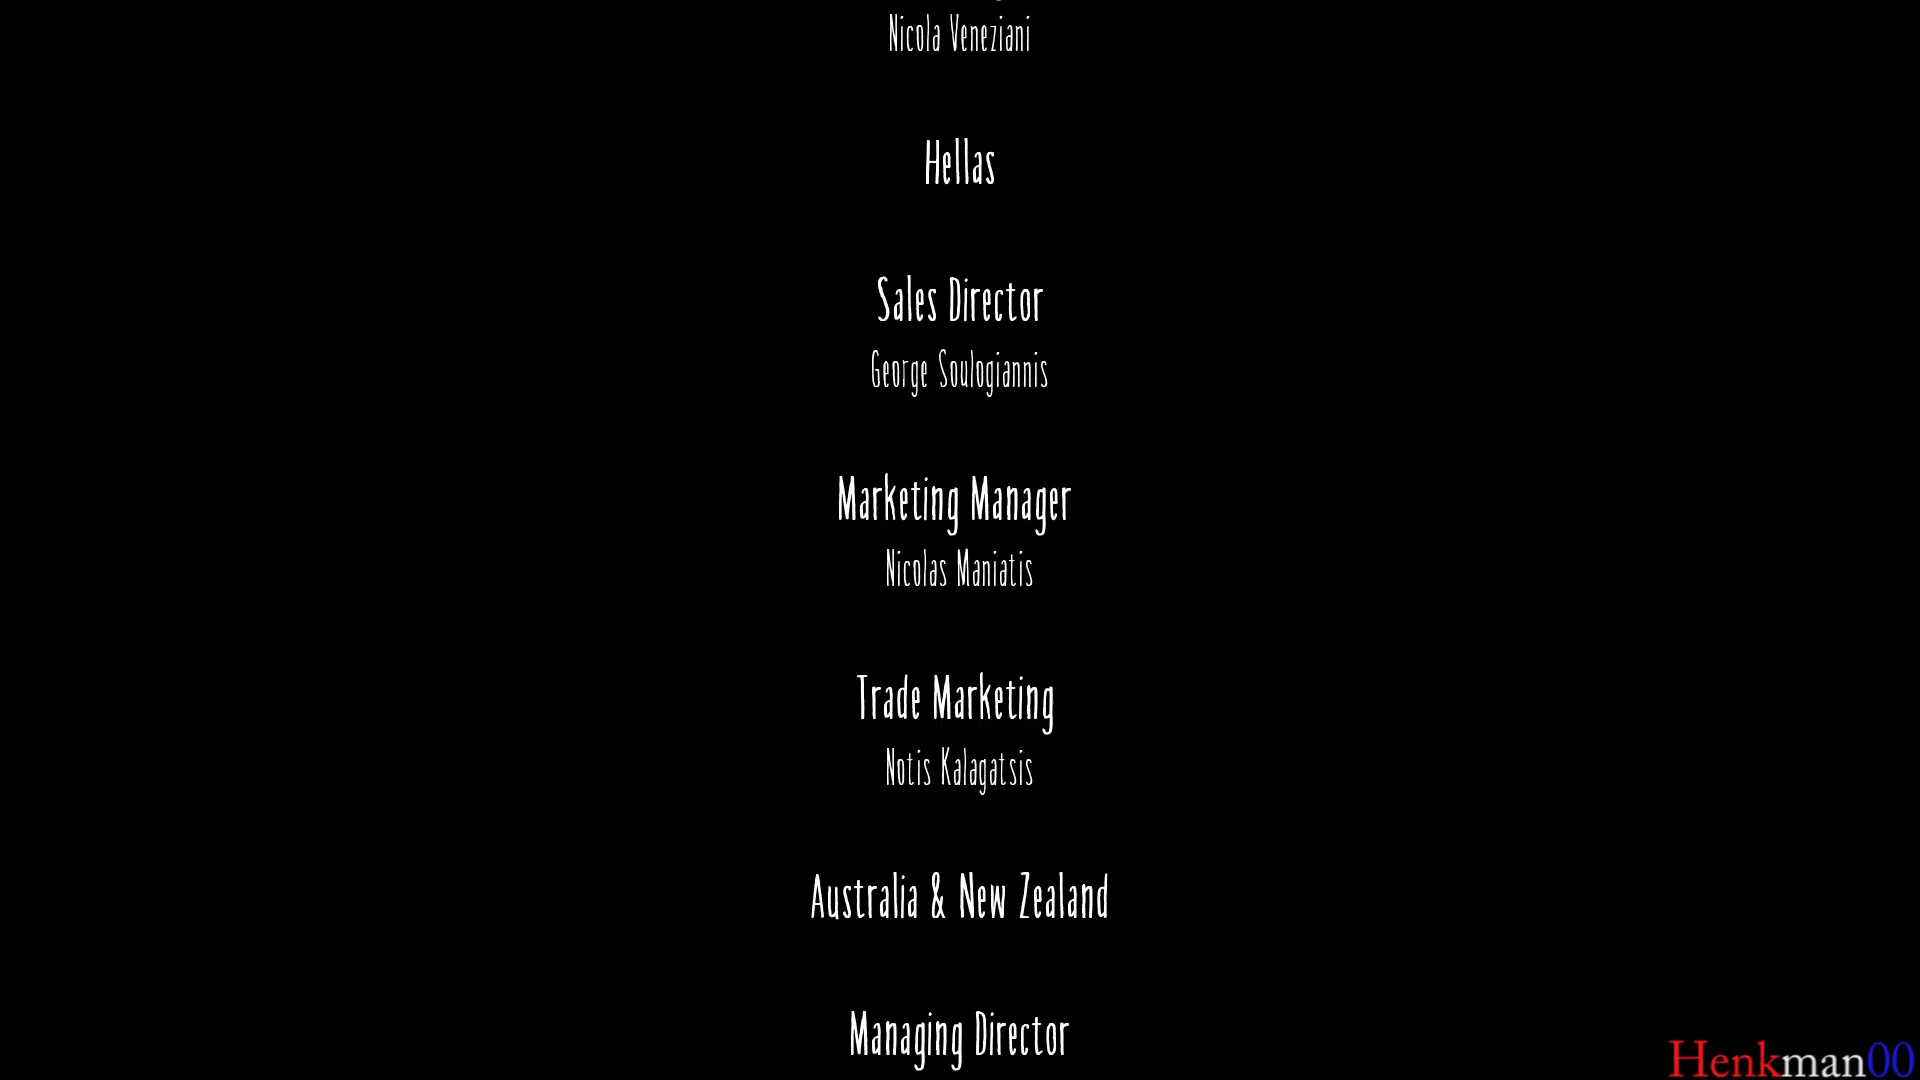 Nicola Veneziani
Hellas
Sales Director
George Soulogiannis
Marketing Manager
Nicolas Maniatis
Trade Marketing
Notis Kalagatsis
Australia & New Zealand
Managing Director
Henkman00